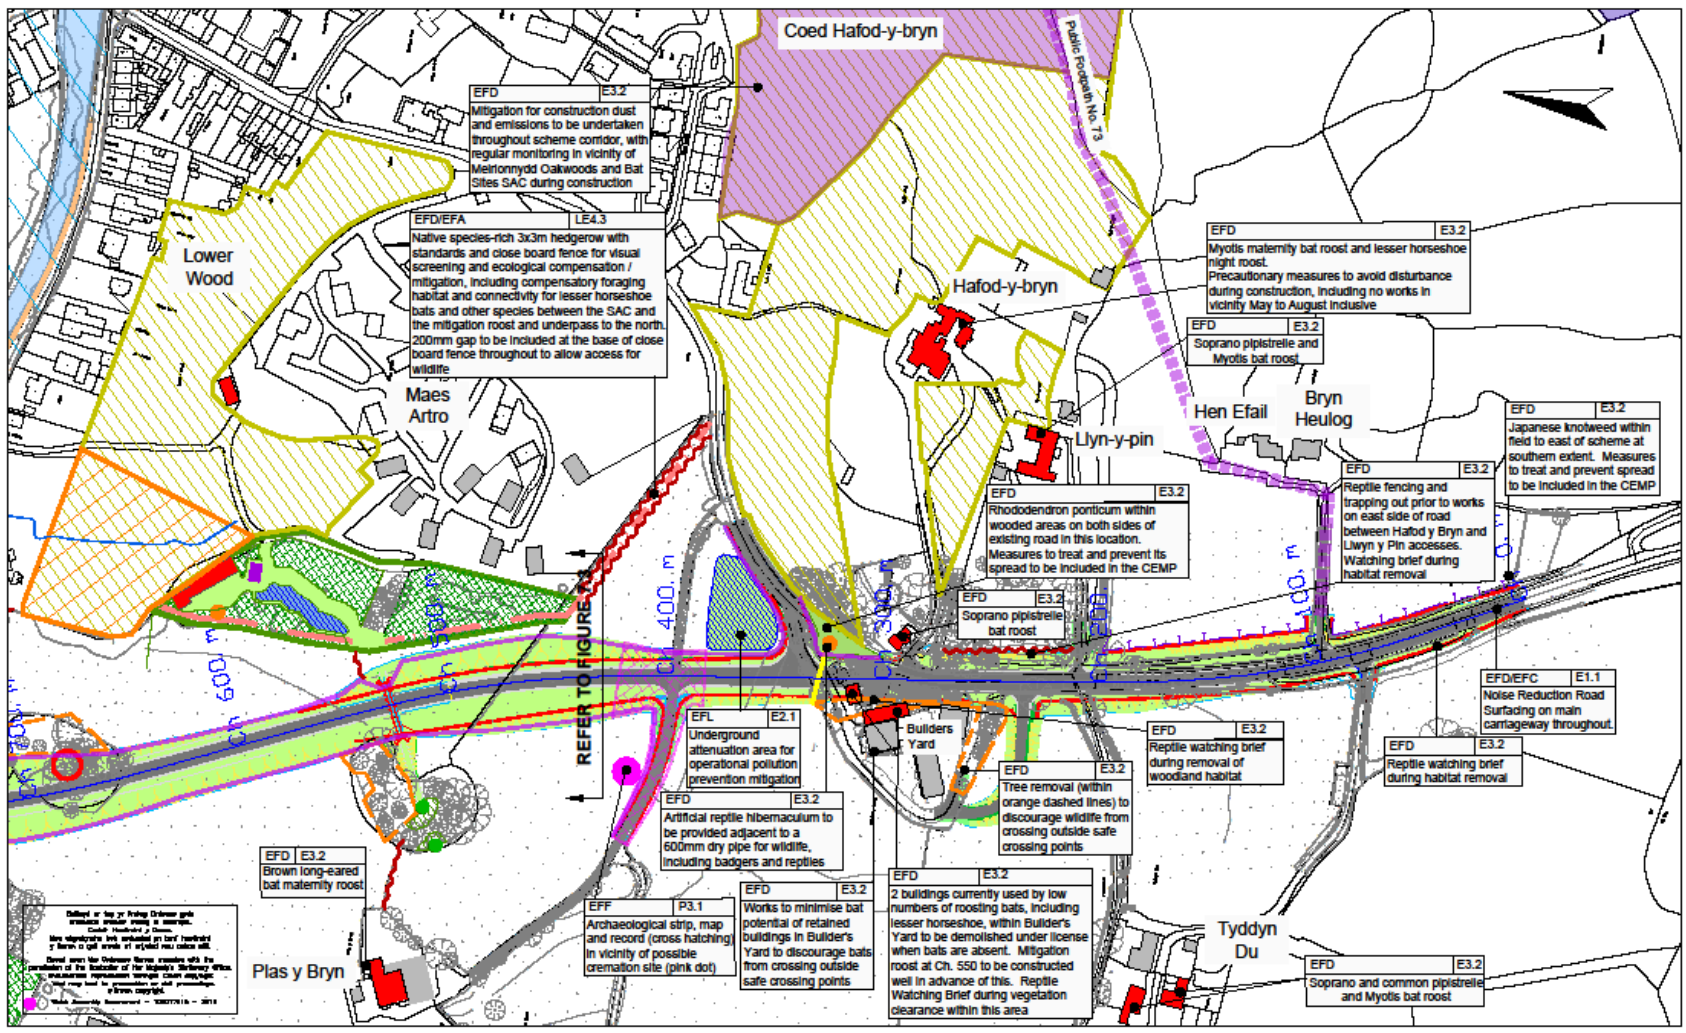 Coed Hafod-y-bryn
Public Footpath No. 73
EFD E3.2
Mitigation for construction dust
and emissions to be undertaken
throughout scheme corridor, with
regular monitoring in vicinity of
Meirionnydd Oakwoods and Bat
Sites SAC during construction
EFD/EFA LE4.3
Native species-rich 3x3m hedgerow with
standards and close board fence for visual
screening and ecological compensation /
mitigation, including compensatory foraging
habitat and connectivity for lesser horseshoe
bats and other species between the SAC and
the mitigation roost and underpass to the north.
200mm gap to be included at the base of close
board fence throughout to allow access for
wildlife
Lower
Wood
Maes
Artro
Hafod-y-bryn
EFD E3.2
Myotis maternity bat roost and lesser horseshoe
night roost.
Precautionary measures to avoid disturbance
during construction, including no works in
vicinity May to August inclusive
EFD E3.2
Soprano pipistrelle and
Myotis bat roost
Hen Efail
Bryn
Heulog
Llyn-y-pin
EFD E3.2
Japanese knotweed within
field to east of scheme at
southern extent. Measures
to treat and prevent spread
to be included in the CEMP
EFD E3.2
Reptile fencing and
trapping out prior to works
on east side of road
between Hafod y Bryn and
Llwyn y Pin accesses.
Watching brief during
habitat removal
EFD E3.2
Rhododendron ponticum within
wooded areas on both sides of
existing road in this location.
Measures to treat and prevent its
spread to be included in the CEMP
EFD E3.2
Soprano pipistrelle
bat roost
Ch 600. m
Ch 500. m
Ch 400. m
Ch 300. m
REFER TO FIGURE 7.3
EFD/EFC E1.1
Noise Reduction Road
Surfacing on main
carriageway throughout.
EFD E3.2
Reptile watching brief
during habitat removal
EFD E3.2
Reptile watching brief
during removal of
woodland habitat
EFL E2.1
Underground
attenuation area for
operational pollution
prevention mitigation
Builders
Yard
EFD E3.2
Tree removal (within
orange dashed lines) to
discourage wildlife from
crossing outside safe
crossing points
EFD E3.2
Artificial reptile hibernaculum to
be provided adjacent to a
600mm dry pipe for wildlife,
including badgers and reptiles
EFD E3.2
Brown long-eared
bat maternity roost
EFF P3.1
Archaeological strip, map
and record (cross hatching)
in vicinity of possible
cremation site (pink dot)
EFD E3.2
Works to minimise bat
potential of retained
buildings in Builder's
Yard to discourage bats
from crossing outside
safe crossing points
EFD E3.2
2 buildings currently used by low
numbers of roosting bats, including
lesser horseshoe, within Builder's
Yard to be demolished under license
when bats are absent. Mitigation
roost at Ch. 550 to be constructed
well in advance of this. Reptile
Watching Brief during vegetation
clearance within this area
Plas y Bryn
Tyddyn
Du
EFD E3.2
Soprano and common pipistrelle
and Myotis bat roost